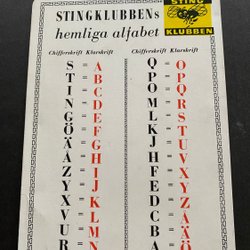 STINGKLUBBENs
hemliga alfabet
STING
KLUBBEN
Chifferskrift Klarskrift Chifferskrift Klarskrift
S = A Q = O
T = B P = P
I = C O = Q
N = D M = R
G = E L = S
Ö = F K = T
Ä = G J = U
Å = H H = V
Z = I F = X
Y = J E = Y
X = K D = Z
V = L C = Å
U = M B = Ä
R = N A = Ö